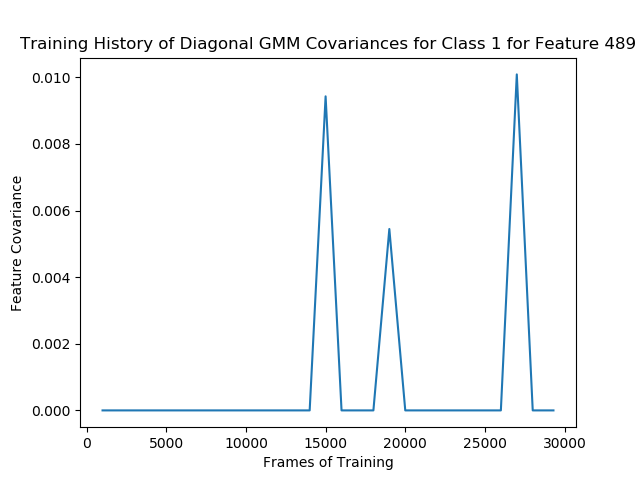 Training History of Diagonal GMM Covariances for Class 1 for Feature 489
0.010
0.008
0.006
0.004
0.002
0.000
Feature Covariance
0 5000 10000 15000 20000 25000 30000
Frames of Training